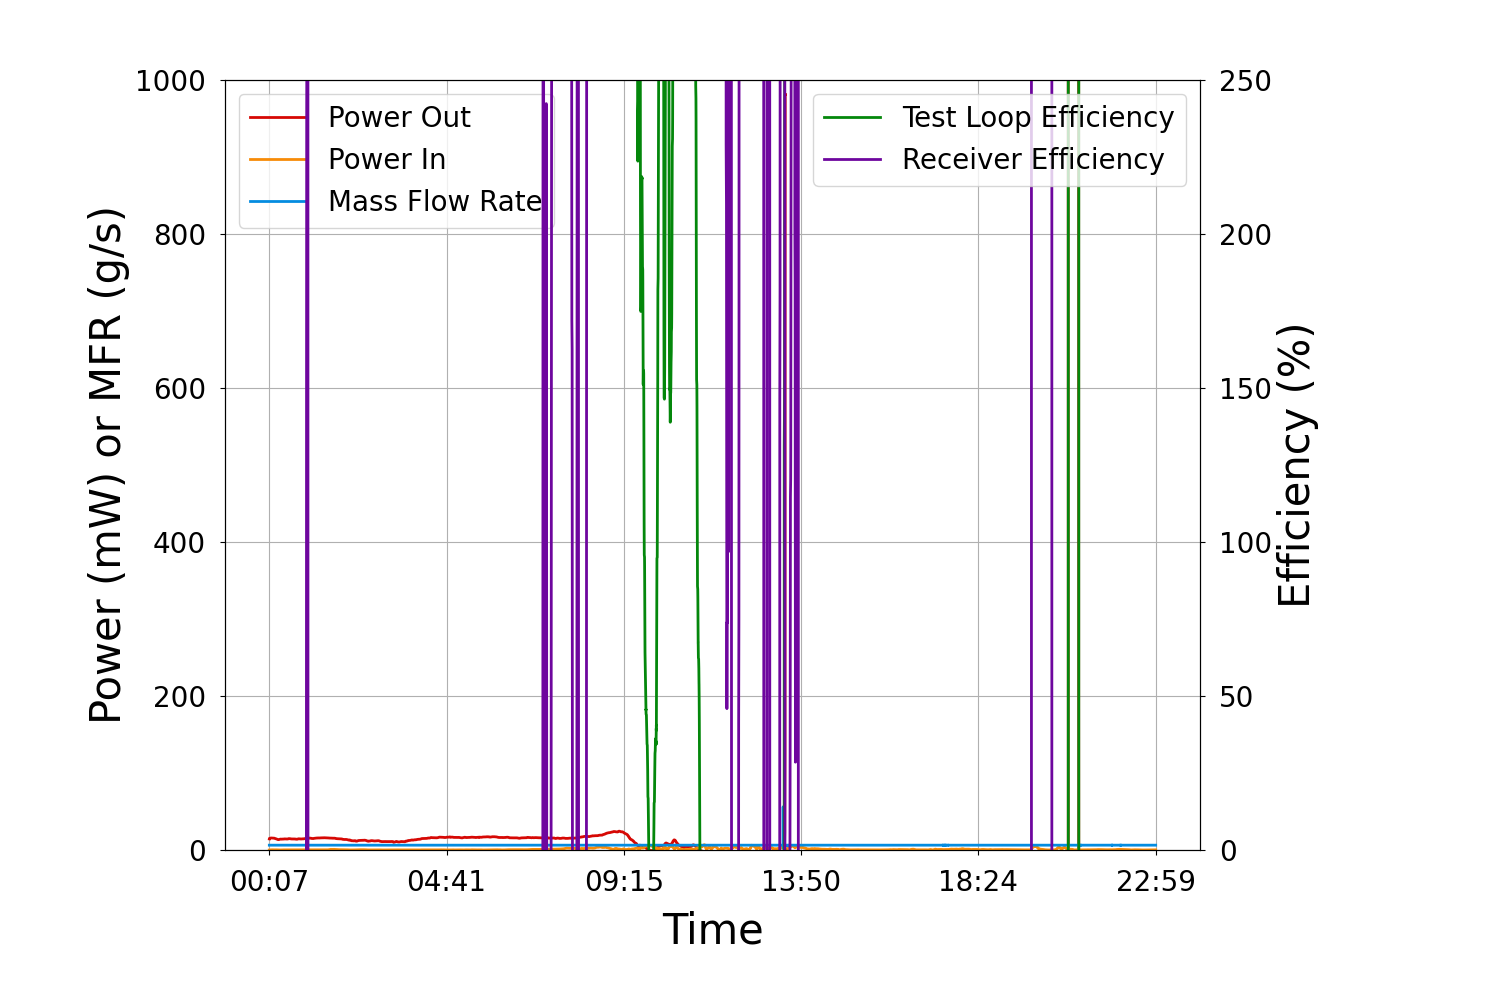 1000
800
600
400
200
0
Power (mW) or MFR (g/s)
Power Out
Power In
Mass Flow Rate
Test Loop Efficiency
Receiver Efficiency
250
200
150
100
50
0
Efficiency (%)
00:07 04:41 09:15 13:50 18:24 22:59
Time